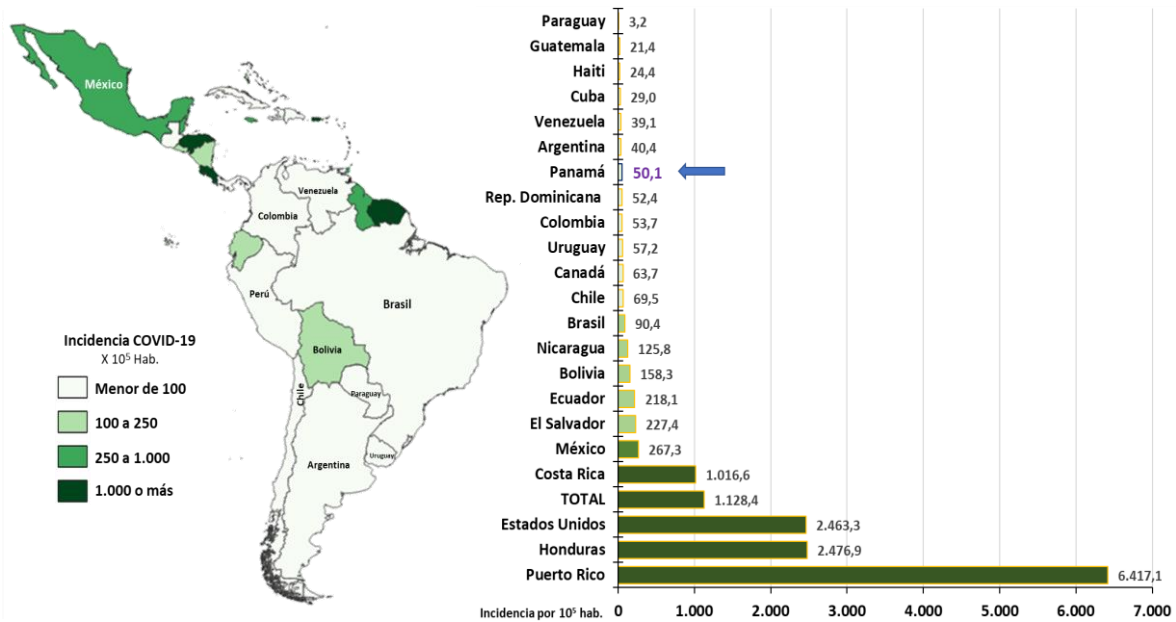 México
Venezuela
Colombia
Perú
Brasil
Bolivia
Chile
Paraguay
Uruguay
Argentina
Incidencia COVID-19
X 10⁵ Hab.
Menor de 100
100 a 250
250 a 1.000
1.000 o más
Paraguay 3,2
Guatemala 21,4
Haiti 24,4
Cuba 29,0
Venezuela 39,1
Argentina 40,4
Panamá 50,1
Rep. Dominicana 52,4
Colombia 53,7
Uruguay 57,2
Canadá 63,7
Chile 69,5
Brasil 90,4
Nicaragua 125,8
Bolivia 158,3
Ecuador 218,1
El Salvador 227,4
México 267,3
Costa Rica 1.016,6
TOTAL 1.128,4
Estados Unidos 2.463,3
Honduras 2.476,9
Puerto Rico 6.417,1
Incidencia por 10⁵ hab. 0 1.000 2.000 3.000 4.000 5.000 6.000 7.000